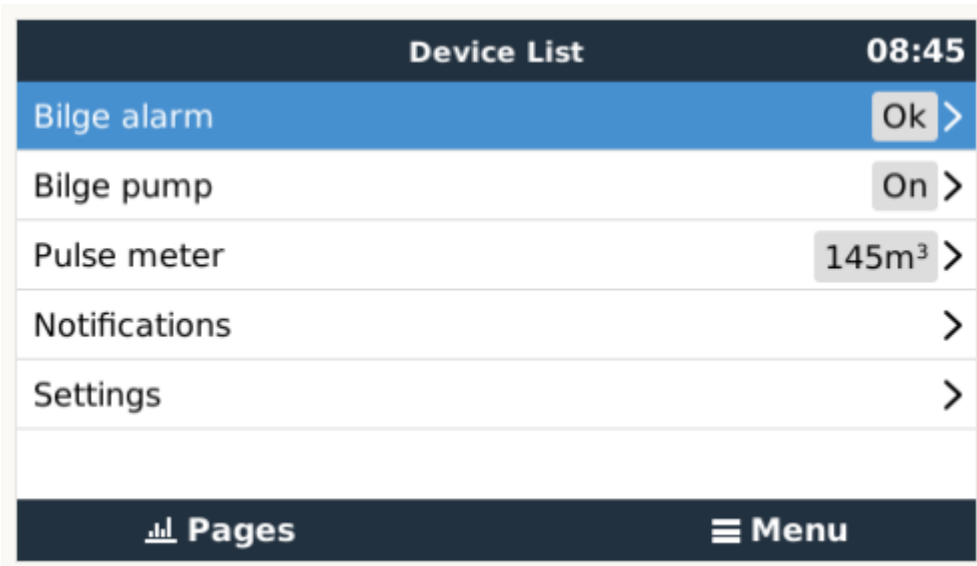 Device List 08:45
Bilge alarm Ok
Bilge pump On
Pulse meter 145m³
Notifications
Settings
Pages Menu